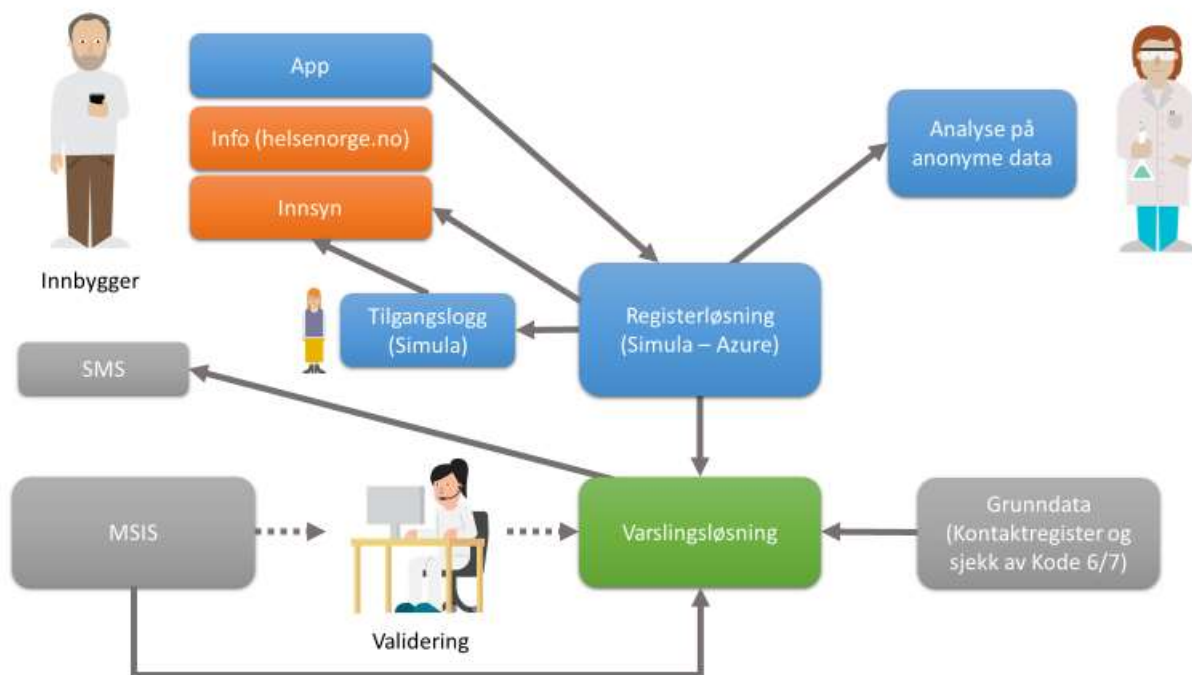 App
Info (helsenorge.no)
Innsyn
Analyse på
anonyme data
Innbygger
Tilgangslogg
(Simula)
Registerløsning
(Simula – Azure)
SMS
MSIS
Validering
Varslingsløsning
Grunndata
(Kontaktregister og
sjekk av Kode 6/7)